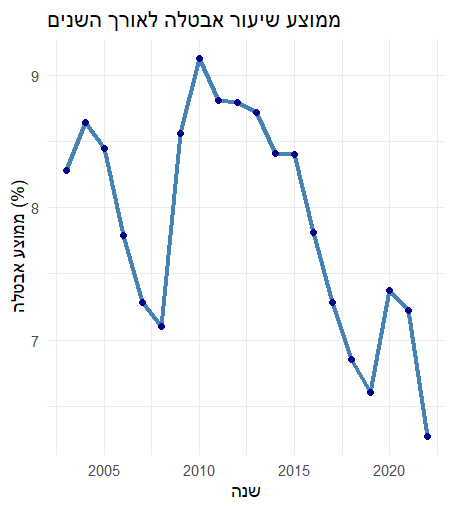 ממוצע שיעור אבטלה לאורך השנים
ממוצע אבטלה (%)
9
8
7
2005 2010 2015 2020
שנה